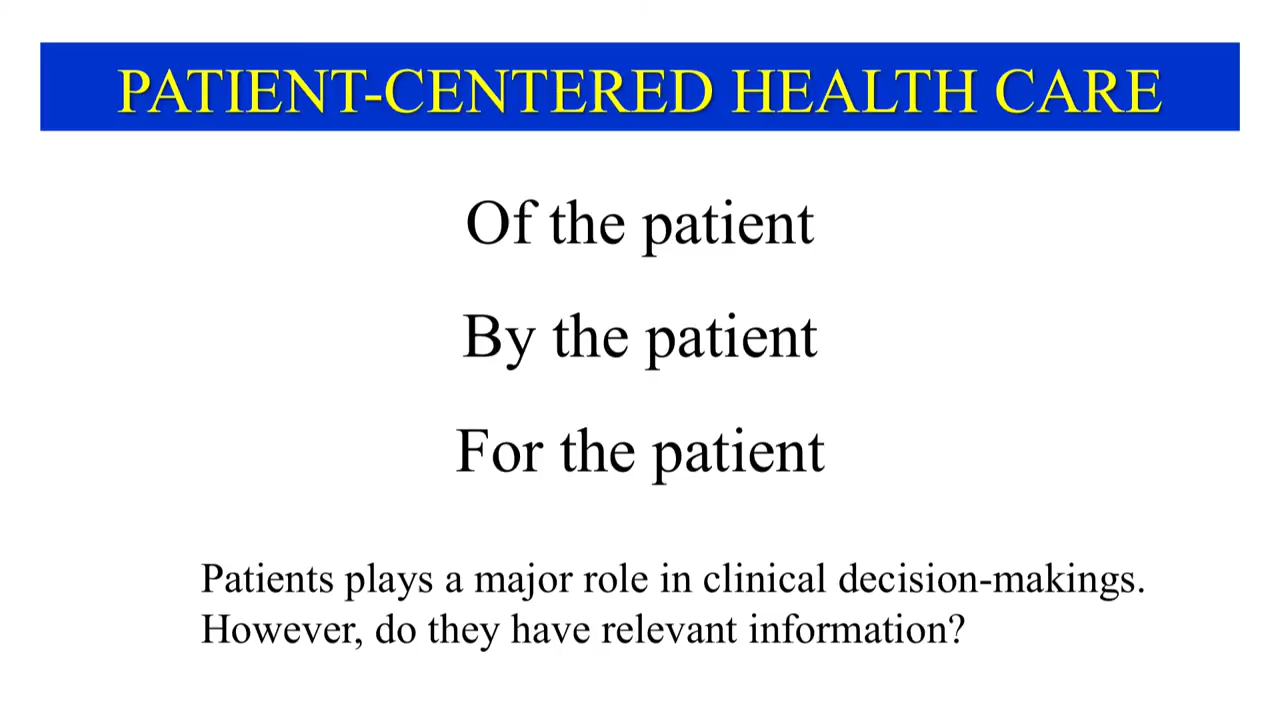 PATIENT-CENTERED HEALTH CARE
Of the patient
By the patient
For the patient
Patients plays a major role in clinical decision-makings.
However, do they have relevant information?